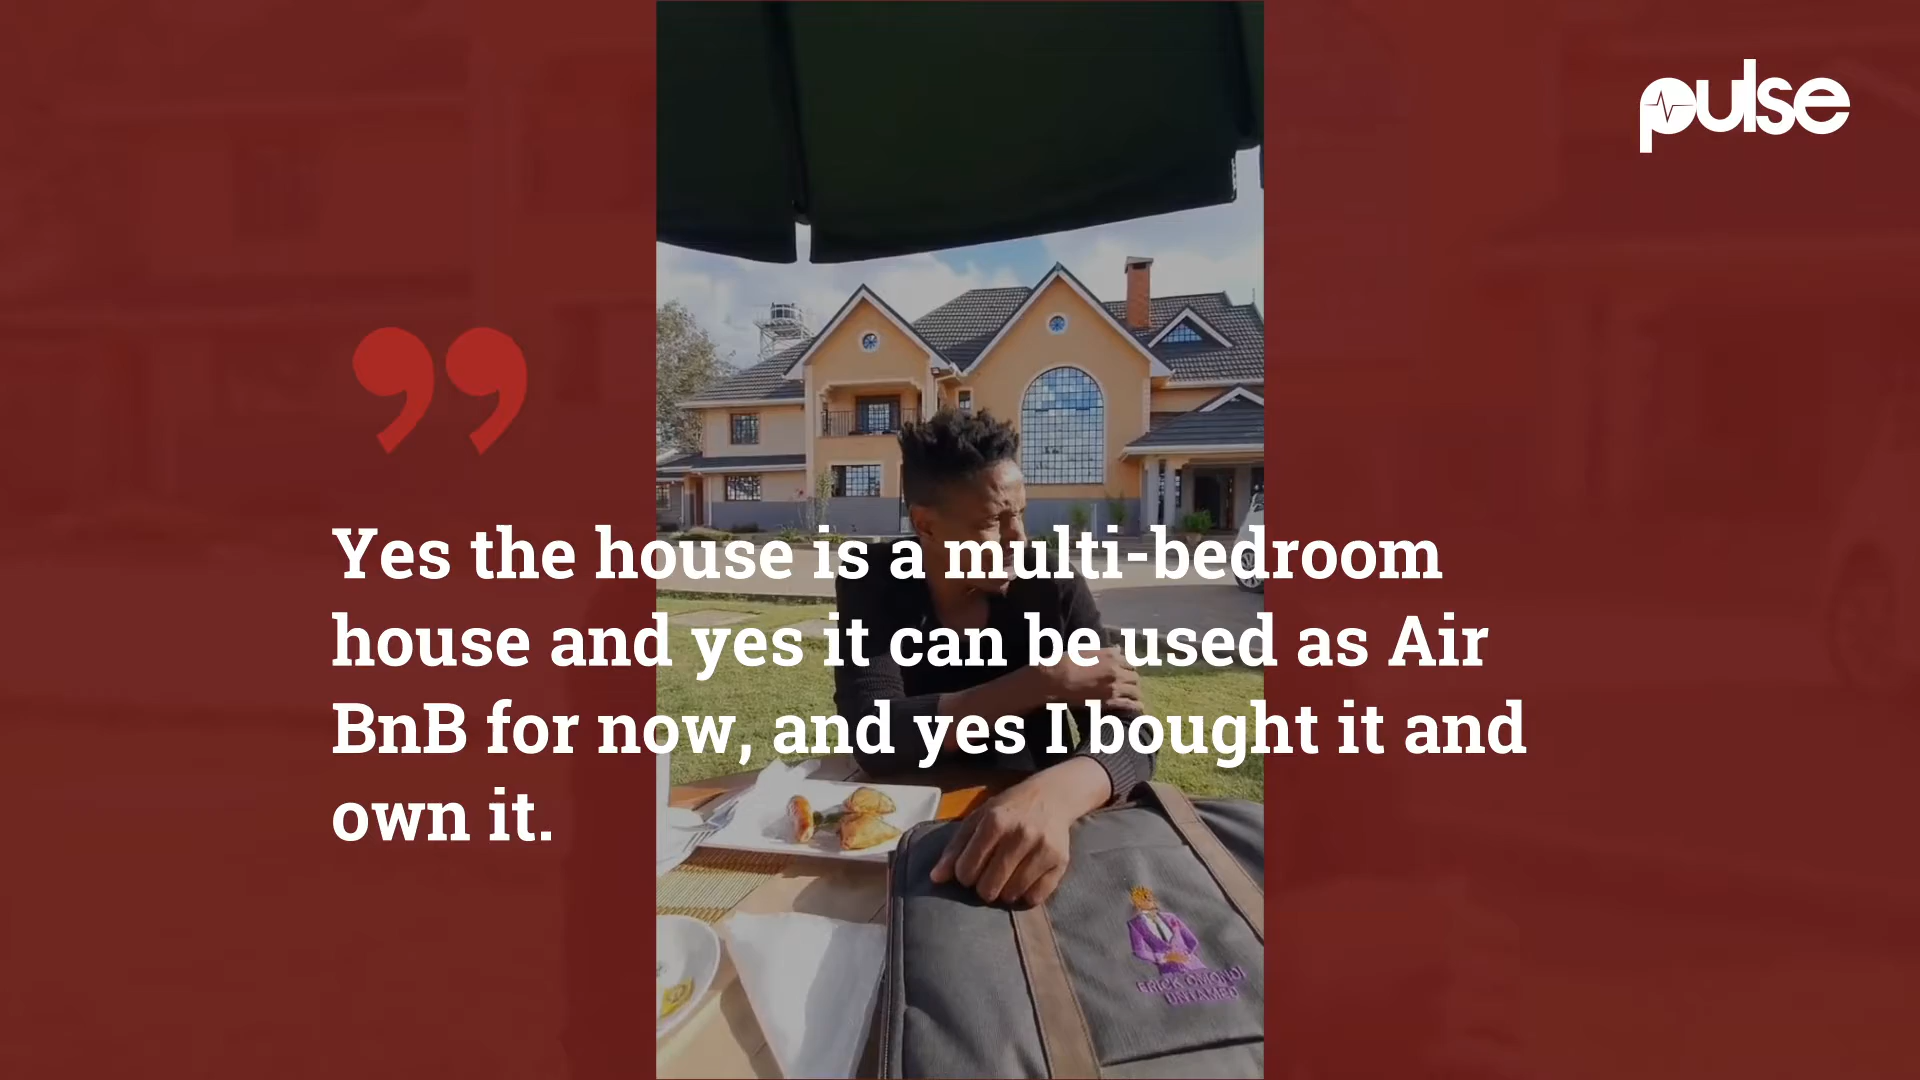 pulse
Yes the house is a multi-bedroom
house and yes it can be used as Air
BnB for now, and yes I bought it and
own it.
ERICK OMONDI
UNTAMED